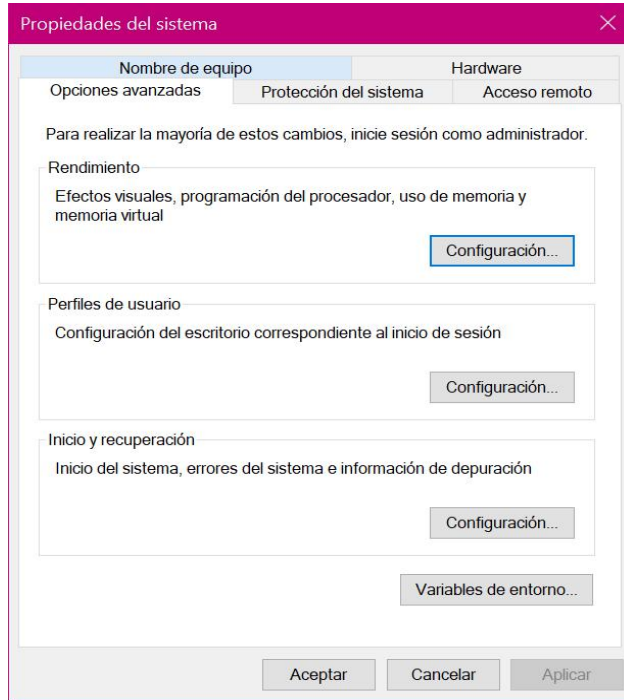 Propiedades del sistema
Nombre de equipo
Hardware
Opciones avanzadas
Protección del sistema
Acceso remoto
Para realizar la mayoría de estos cambios, inicie sesión como administrador.
Rendimiento
Efectos visuales, programación del procesador, uso de memoria y
memoria virtual
Configuración...
Perfiles de usuario
Configuración del escritorio correspondiente al inicio de sesión
Configuración...
Inicio y recuperación
Inicio del sistema, errores del sistema e información de depuración
Configuración...
Variables de entorno...
Aceptar
Cancelar
Aplicar